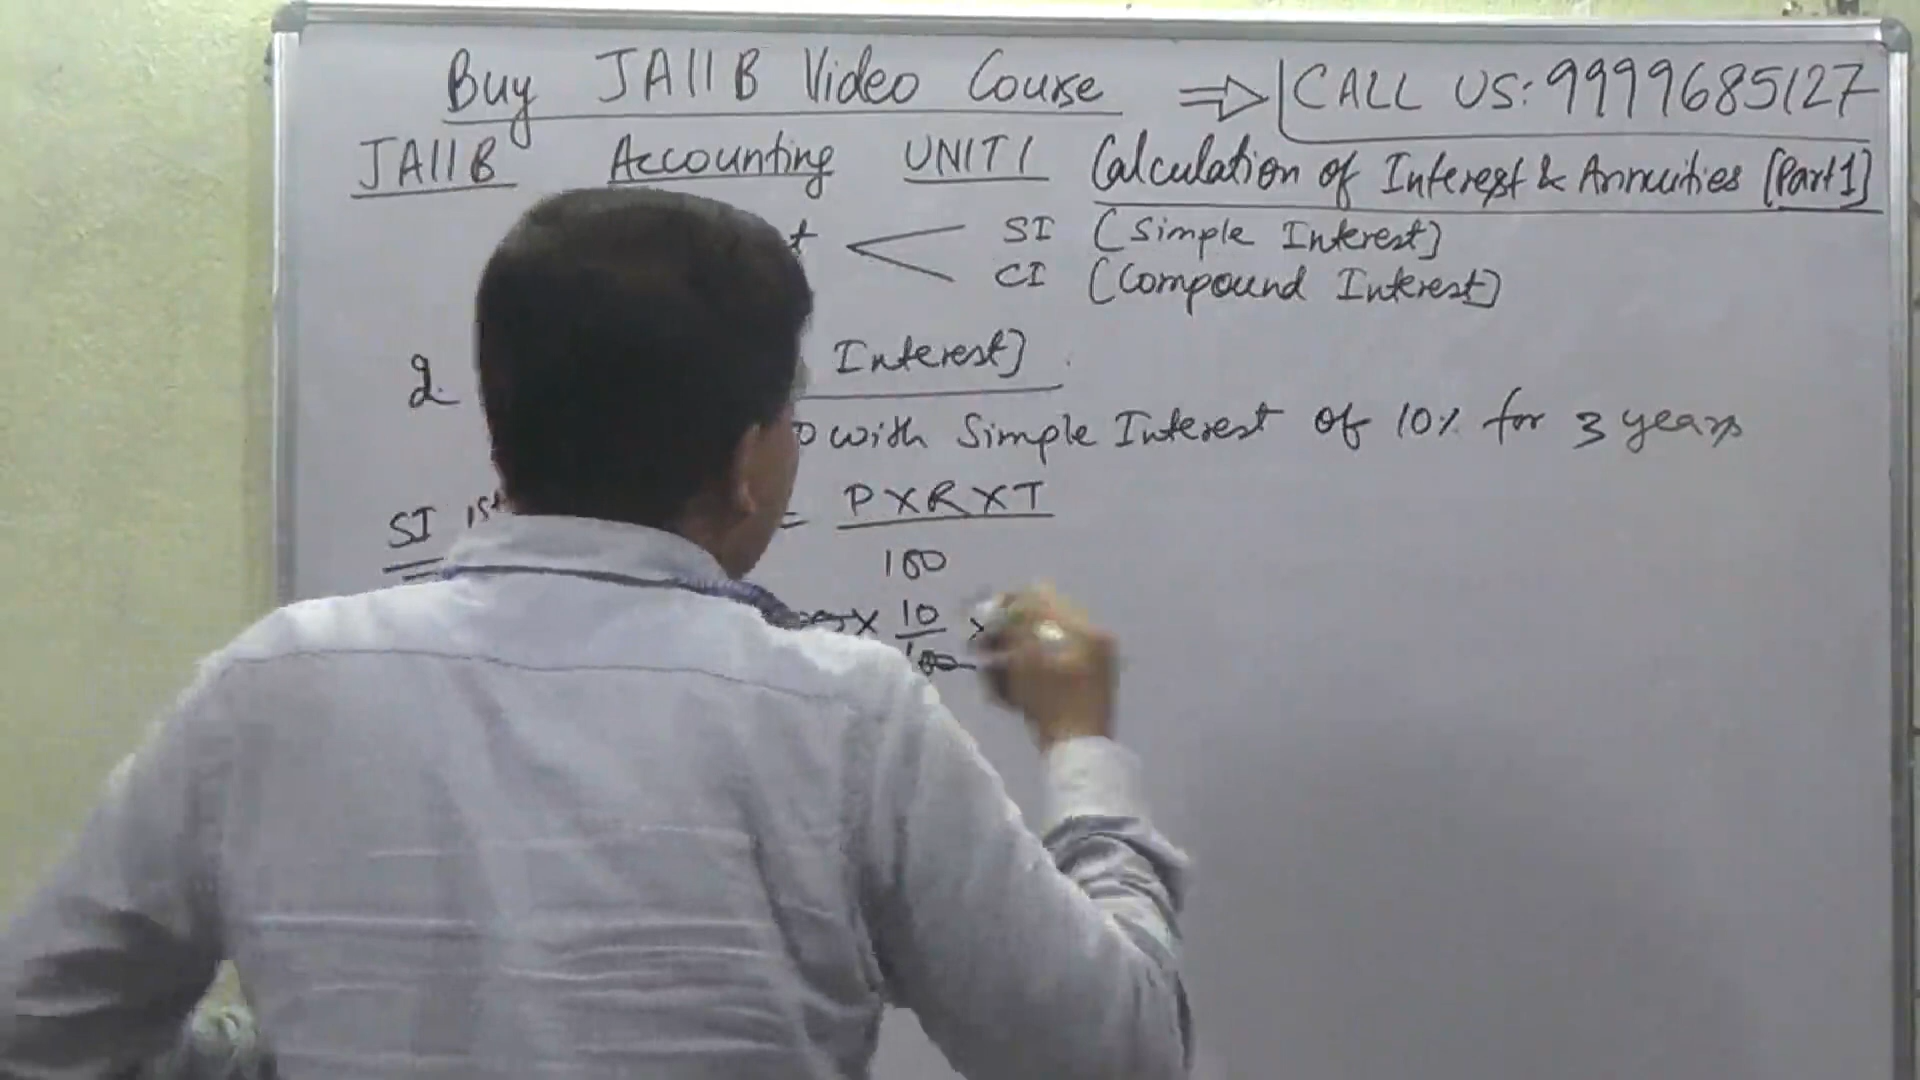 Buy JAIIB Video Course ⇒ CALL US: 9999685127
JAIIB Accounting UNIT 1 Calculation of Interest & Annuities [Part 1]
SI (Simple Interest]
CI (Compound Interest]
2. Interest]
with Simple Interest of 10% for 3 years
SI 1st = P X R X T
100
X 10 X
100